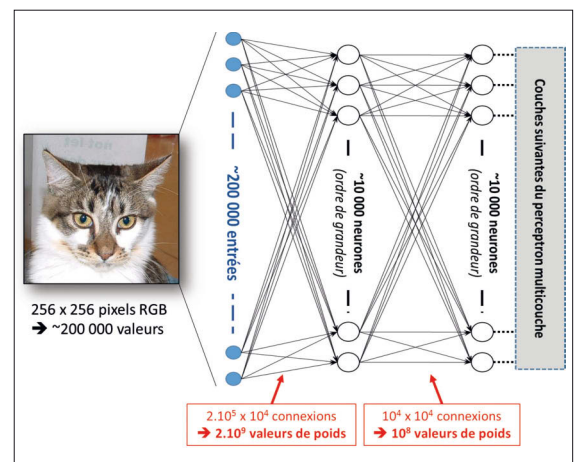 256 x 256 pixels RGB
➔ ~200 000 valeurs
~200 000 entrées
~10 000 neurones
(ordre de grandeur)
~10 000 neurones
(ordre de grandeur)
Couches suivantes du perceptron multicouche
2.10⁵ x 10⁴ connexions
➔ 2.10⁹ valeurs de poids
10⁴ x 10⁴ connexions
➔ 10⁸ valeurs de poids